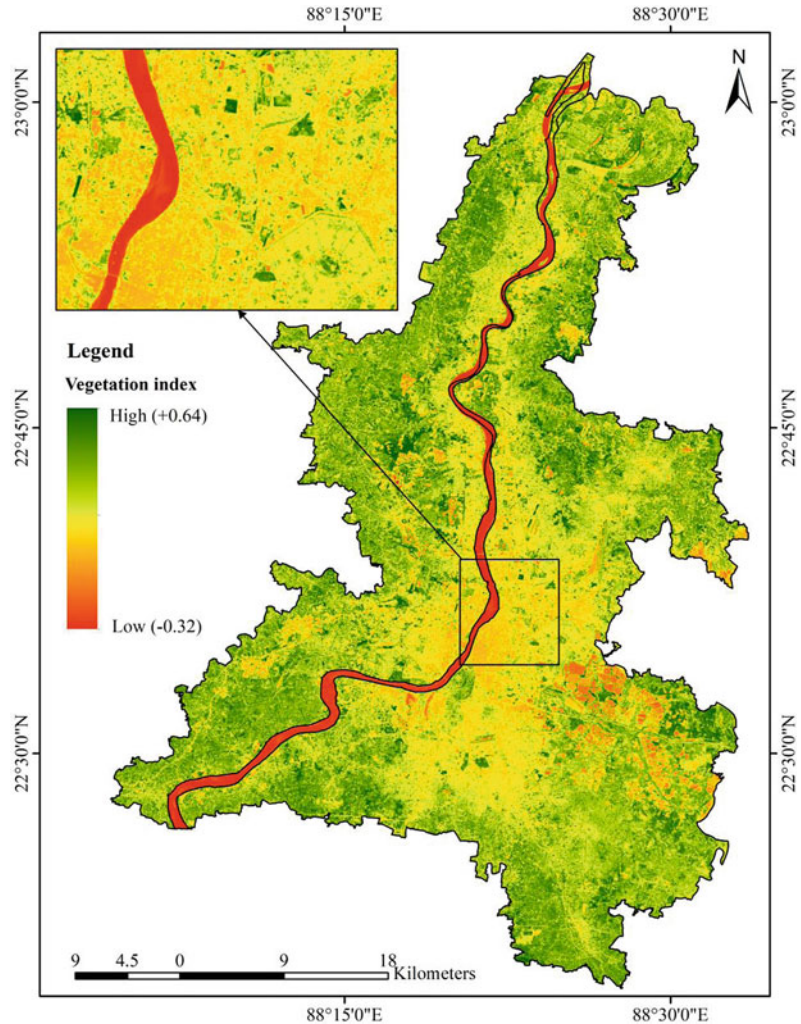 88°15'0"E 88°30'0"E
N
23°0'0"N 23°0'0"N
Legend
Vegetation index
High (+0.64)
22°45'0"N 22°45'0"N
Low (-0.32)
22°30'0"N 22°30'0"N
9 4.5 0 9 18
Kilometers
88°15'0"E 88°30'0"E